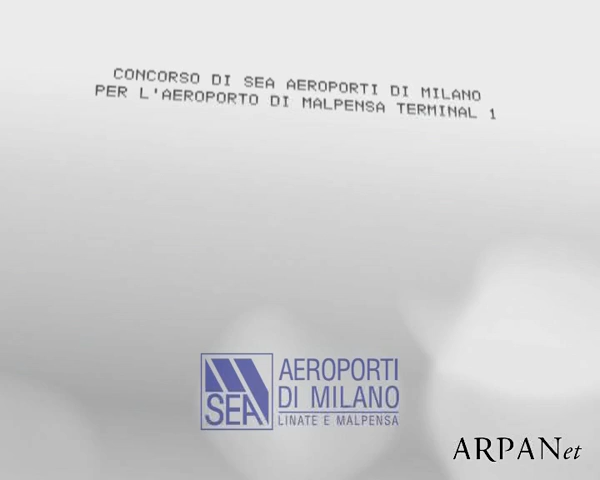 CONCORSO DI SEA AEROPORTI DI MILANO
PER L'AEROPORTO DI MALPENSA TERMINAL 1
SEA
AEROPORTI
DI MILANO
LINATE E MALPENSA
ARPANet